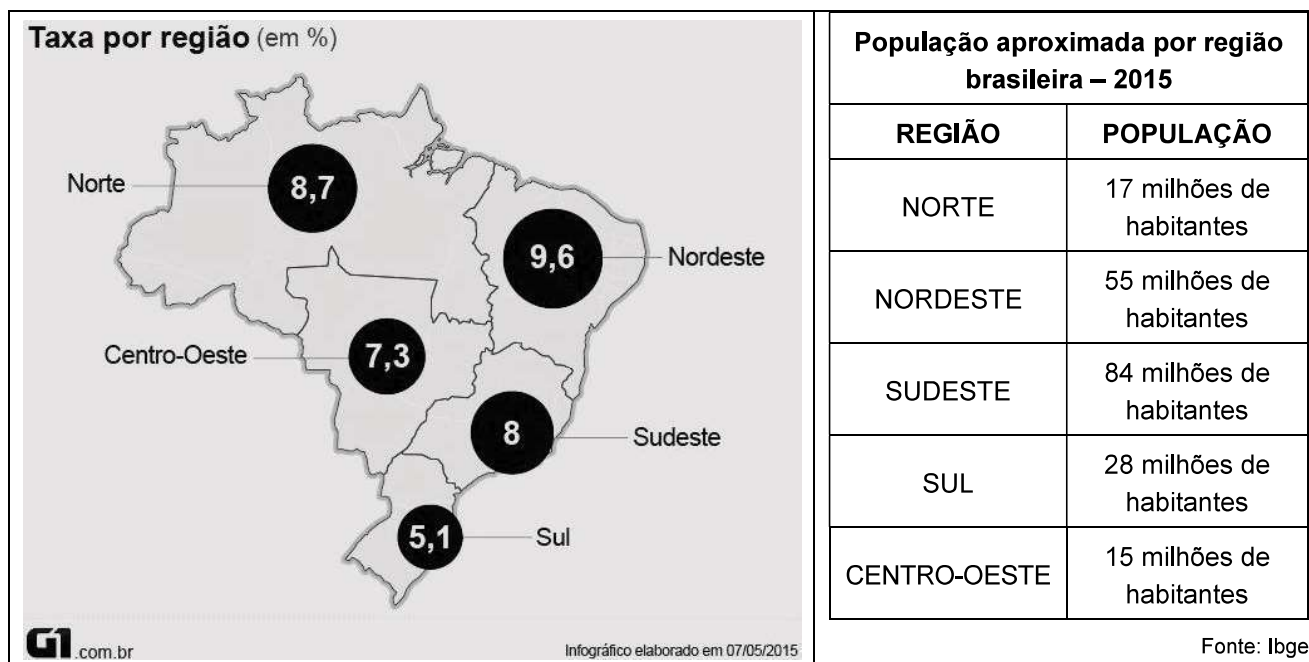 Taxa por região (em %)
Norte
8,7
9,6
Nordeste
Centro-Oeste
7,3
8
Sudeste
5,1
Sul
G1.com.br
Infográfico elaborado em 07/05/2015
População aproximada por região
brasileira – 2015
REGIÃO POPULAÇÃO
NORTE
17 milhões de
habitantes
NORDESTE
55 milhões de
habitantes
SUDESTE
84 milhões de
habitantes
SUL
28 milhões de
habitantes
CENTRO-OESTE
15 milhões de
habitantes
Fonte: Ibge